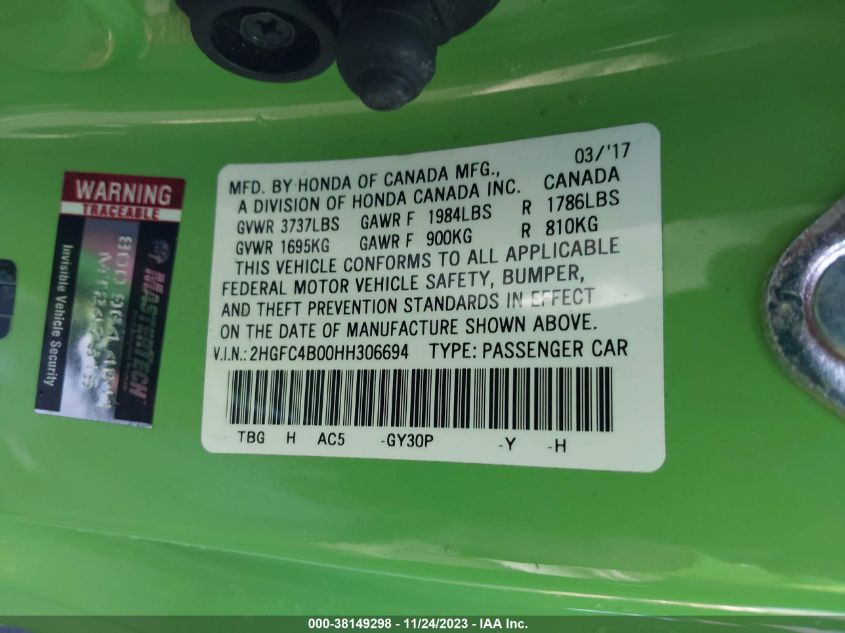 03/'17
MFD. BY HONDA OF CANADA MFG.,
A DIVISION OF HONDA CANADA INC. CANADA
GVWR 3737LBS GAWR F 1984LBS R 1786LBS
GVWR 1695KG GAWR F 900KG R 810KG
THIS VEHICLE CONFORMS TO ALL APPLICABLE
FEDERAL MOTOR VEHICLE SAFETY, BUMPER,
AND THEFT PREVENTION STANDARDS IN EFFECT
ON THE DATE OF MANUFACTURE SHOWN ABOVE.
V.I.N.: 2HGFC4B00HH306694 TYPE: PASSENGER CAR
TBG H AC5 -GY30P -Y -H
WARNING
TRACEABLE
MASTERTECH
Invisible Vehicle Security
000-38149298 - 11/24/2023 - IAA Inc.